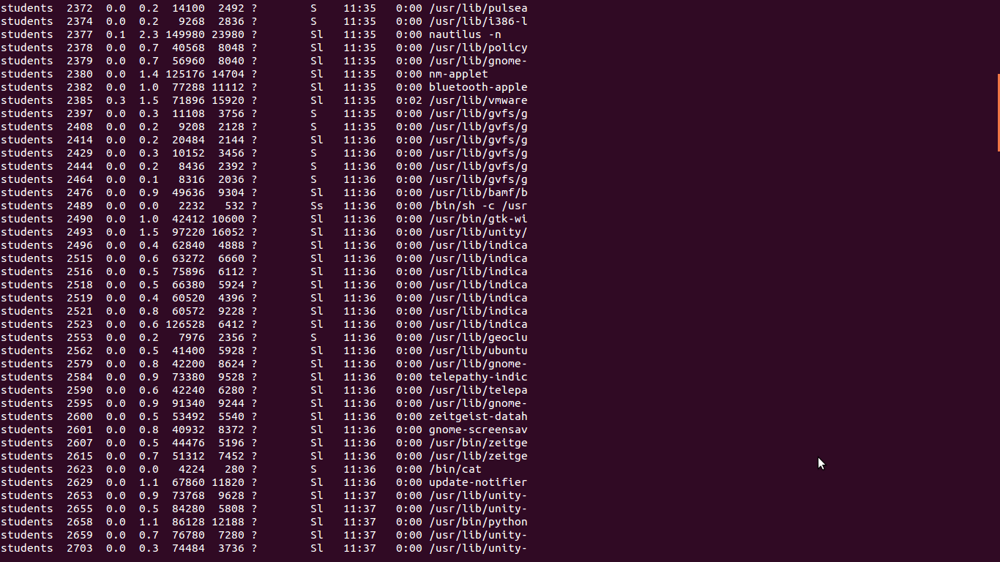 students  2372  0.0  0.2  14100  2492 ?        S    11:35   0:00 /usr/lib/pulsea
students  2374  0.0  0.2   9268  2836 ?        S    11:35   0:00 /usr/lib/i386-l
students  2377  0.1  2.3 149980 23980 ?        Sl   11:35   0:00 nautilus -n
students  2378  0.0  0.7  40568  8048 ?        Sl   11:35   0:00 /usr/lib/policy
students  2379  0.0  0.7  56960  8040 ?        Sl   11:35   0:00 /usr/lib/gnome-
students  2380  0.0  1.4 125176 14704 ?        Sl   11:35   0:00 nm-applet
students  2382  0.0  1.0  77288 11112 ?        Sl   11:35   0:00 bluetooth-apple
students  2385  0.3  1.5  71896 15920 ?        Sl   11:35   0:02 /usr/lib/vmware
students  2397  0.0  0.3  11108  3756 ?        S    11:35   0:00 /usr/lib/gvfs/g
students  2408  0.0  0.2   9208  2128 ?        S    11:35   0:00 /usr/lib/gvfs/g
students  2414  0.0  0.2  20484  2144 ?        Sl   11:36   0:00 /usr/lib/gvfs/g
students  2429  0.0  0.3  10152  3456 ?        S    11:36   0:00 /usr/lib/gvfs/g
students  2444  0.0  0.2   8436  2392 ?        S    11:36   0:00 /usr/lib/gvfs/g
students  2464  0.0  0.1   8316  2036 ?        S    11:36   0:00 /usr/lib/gvfs/g
students  2476  0.0  0.9  49636  9304 ?        Sl   11:36   0:00 /usr/lib/bamf/b
students  2489  0.0  0.0   2232   532 ?        Ss   11:36   0:00 /bin/sh -c /usr
students  2490  0.0  1.0  42412 10600 ?        Sl   11:36   0:00 /usr/bin/gtk-wi
students  2493  0.0  1.5  97220 16052 ?        Sl   11:36   0:00 /usr/lib/unity/
students  2496  0.0  0.4  62840  4888 ?        Sl   11:36   0:00 /usr/lib/indica
students  2515  0.0  0.6  63272  6660 ?        Sl   11:36   0:00 /usr/lib/indica
students  2516  0.0  0.5  75896  6112 ?        Sl   11:36   0:00 /usr/lib/indica
students  2518  0.0  0.5  66380  5924 ?        Sl   11:36   0:00 /usr/lib/indica
students  2519  0.0  0.4  60520  4396 ?        Sl   11:36   0:00 /usr/lib/indica
students  2521  0.0  0.8  60572  9228 ?        Sl   11:36   0:00 /usr/lib/indica
students  2523  0.0  0.6 126528  6412 ?        Sl   11:36   0:00 /usr/lib/indica
students  2553  0.0  0.2   7976  2356 ?        S    11:36   0:00 /usr/lib/geoclu
students  2562  0.0  0.5  41400  5928 ?        Sl   11:36   0:00 /usr/lib/ubuntu
students  2579  0.0  0.8  42200  8624 ?        Sl   11:36   0:00 /usr/lib/gnome-
students  2584  0.0  0.9  73380  9528 ?        Sl   11:36   0:00 telepathy-indic
students  2590  0.0  0.6  42240  6280 ?        Sl   11:36   0:00 /usr/lib/telepa
students  2595  0.0  0.9  91340  9244 ?        Sl   11:36   0:00 /usr/lib/gnome-
students  2600  0.0  0.5  53492  5540 ?        Sl   11:36   0:00 zeitgeist-datah
students  2601  0.0  0.8  40932  8372 ?        Sl   11:36   0:00 gnome-screensav
students  2607  0.0  0.5  44476  5196 ?        Sl   11:36   0:00 /usr/bin/zeitge
students  2615  0.0  0.7  51312  7452 ?        Sl   11:36   0:00 /usr/lib/zeitge
students  2623  0.0  0.0   4224   280 ?        S    11:36   0:00 /bin/cat
students  2629  0.0  1.1  67860 11820 ?        Sl   11:36   0:00 update-notifier
students  2653  0.0  0.9  73768  9628 ?        Sl   11:37   0:00 /usr/lib/unity-
students  2655  0.0  0.5  84280  5808 ?        Sl   11:37   0:00 /usr/lib/unity-
students  2658  0.0  1.1  86128 12188 ?        Sl   11:37   0:00 /usr/bin/python
students  2659  0.0  0.7  76780  7280 ?        Sl   11:37   0:00 /usr/lib/unity-
students  2703  0.0  0.3  74484  3736 ?        Sl   11:37   0:00 /usr/lib/unity-